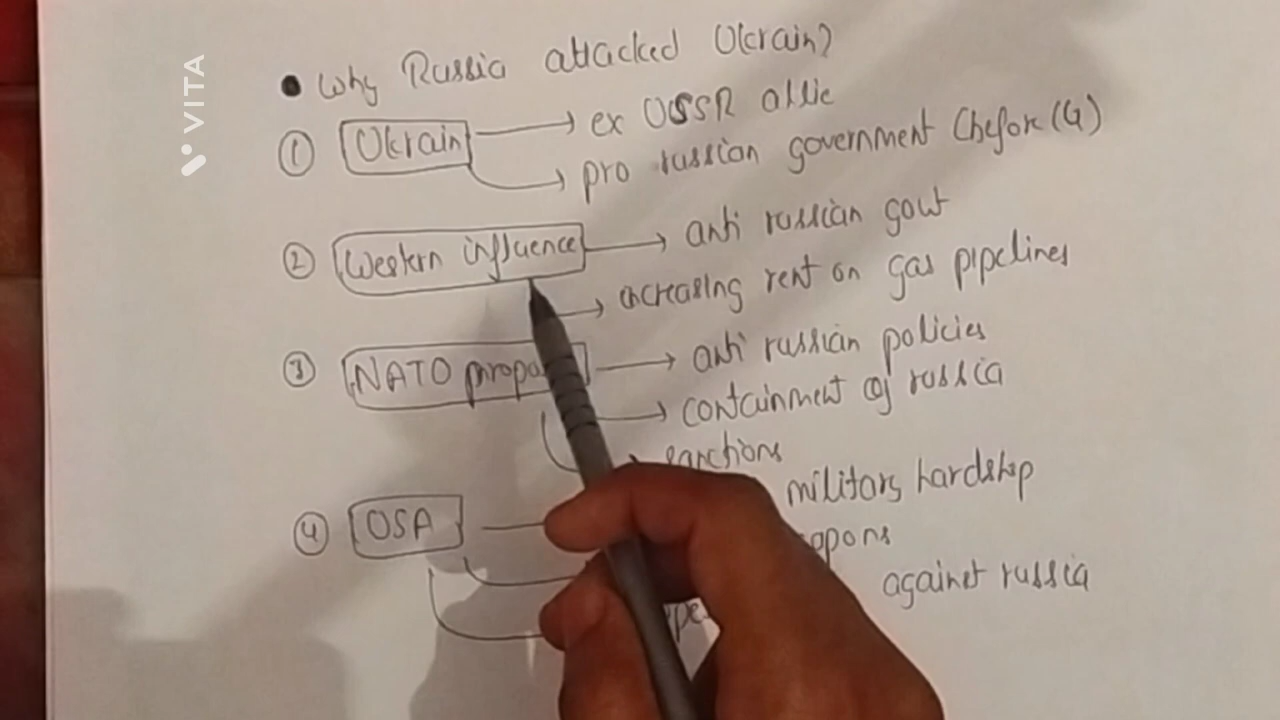 VITA
• Why Russia attacked Ukrain?
① Ukrain → ex USSR allie
→ pro russian government (before (4)
② Western influence → anti russian govt
→ increasing rent on gas pipelines
③ NATO → anti russian policies
→ containment of russia
→ sanctions
④ USA military hardship
against russia